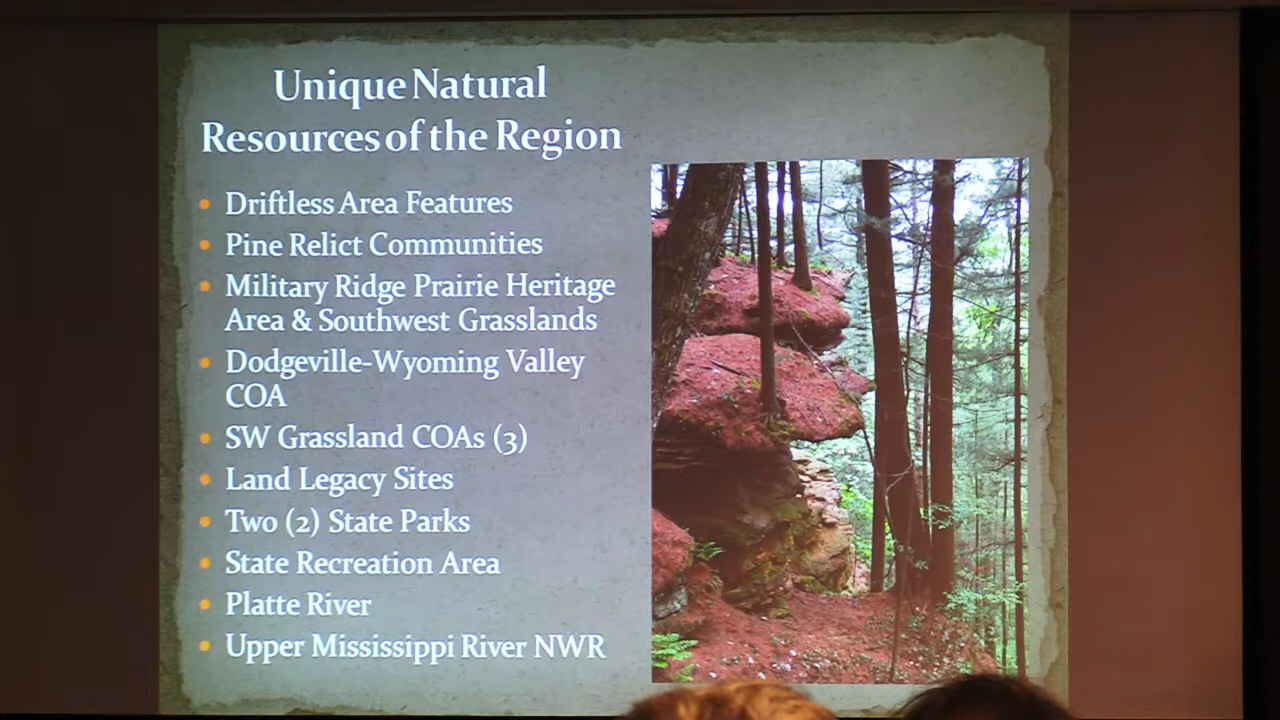 Unique Natural
Resources of the Region
• Driftless Area Features
• Pine Relict Communities
• Military Ridge Prairie Heritage
Area & Southwest Grasslands
• Dodgeville-Wyoming Valley
COA
• SW Grassland COAs (3)
• Land Legacy Sites
• Two (2) State Parks
• State Recreation Area
• Platte River
• Upper Mississippi River NWR